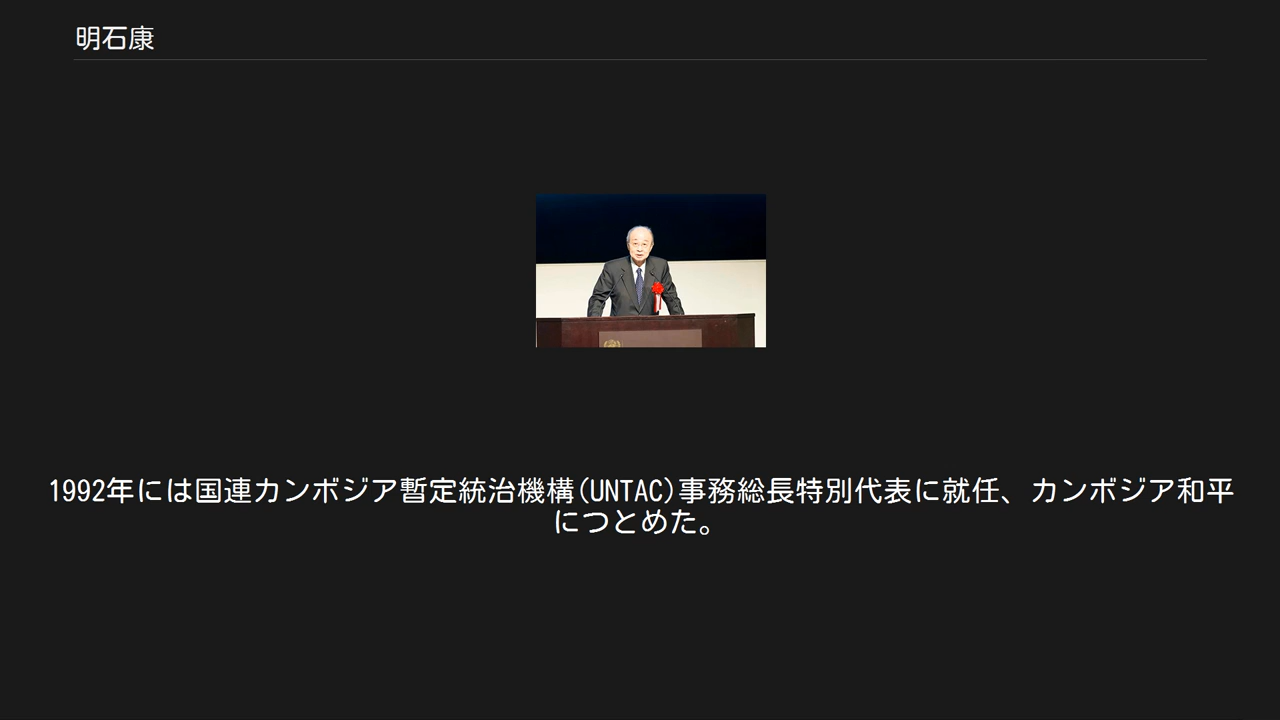 明石康
1992年には国連カンボジア暫定統治機構(UNTAC)事務総長特別代表に就任、カンボジア和平
につとめた。